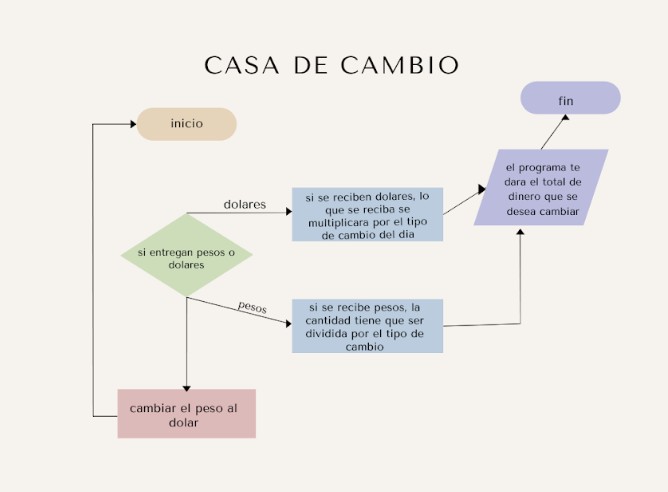 CASA DE CAMBIO
inicio
fin
el programa te
dara el total de
dinero que se
desea cambiar
dolares
si se reciben dolares, lo
que se reciba se
multiplicara por el tipo
de cambio del dia
si entregan pesos o
dolares
pesos
si se recibe pesos, la
cantidad tiene que ser
dividida por el tipo de
cambio
cambiar el peso al
dolar